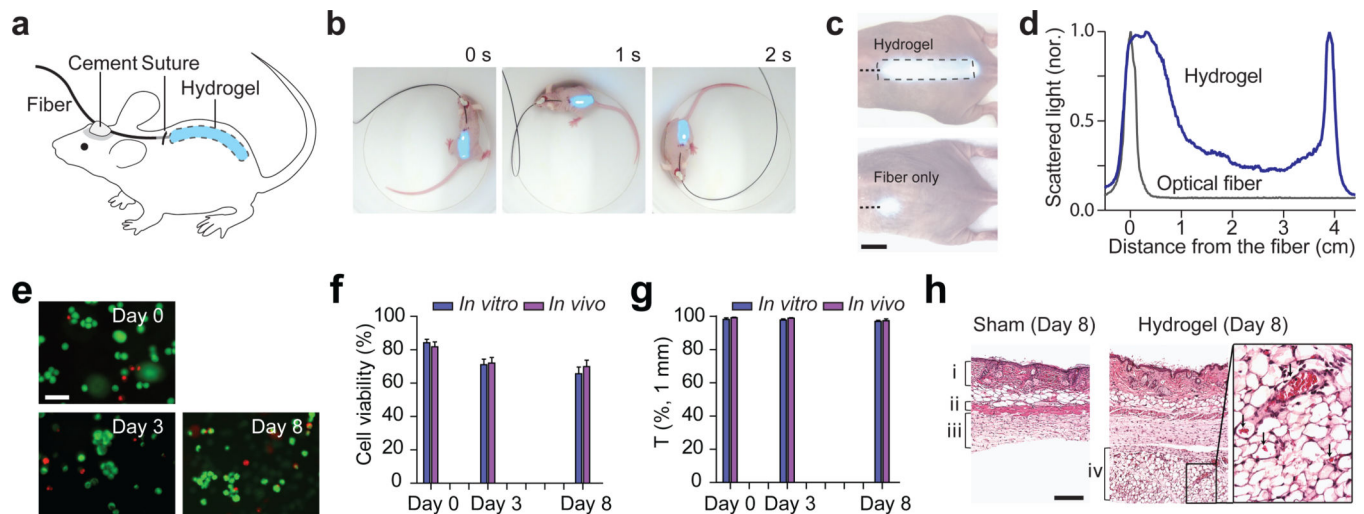 a
Cement Suture
Hydrogel
Fiber
b
0 s
1 s
2 s
c
Hydrogel
Fiber only
d
Scattered light (nor.)
1.0
0.5
0.0
Hydrogel
Optical fiber
0 1 2 3 4
Distance from the fiber (cm)
e
Day 0
Day 3
Day 8
f
In vitro In vivo
Cell viability (%)
100
80
60
40
20
0
Day 0 Day 3 Day 8
g
In vitro In vivo
T (%, 1 mm)
100
80
60
40
20
0
Day 0 Day 3 Day 8
h
Sham (Day 8) Hydrogel (Day 8)
i
ii
iii
iv